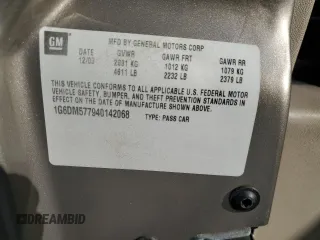 GM
MFD BY GENERAL MOTORS CORP
DATE GVWR GAWR FRT GAWR RR
12/03 2091 KG 1012 KG 1079 KG
4611 LB 2232 LB 2379 LB
THIS VEHICLE CONFORMS TO ALL APPLICABLE U.S. FEDERAL MOTOR
VEHICLE SAFETY, BUMPER, AND THEFT PREVENTION STANDARDS IN
EFFECT ON THE DATE OF MANUFACTURE SHOWN ABOVE.
1G6DM577940142068 TYPE: PASS CAR
DREAMBID